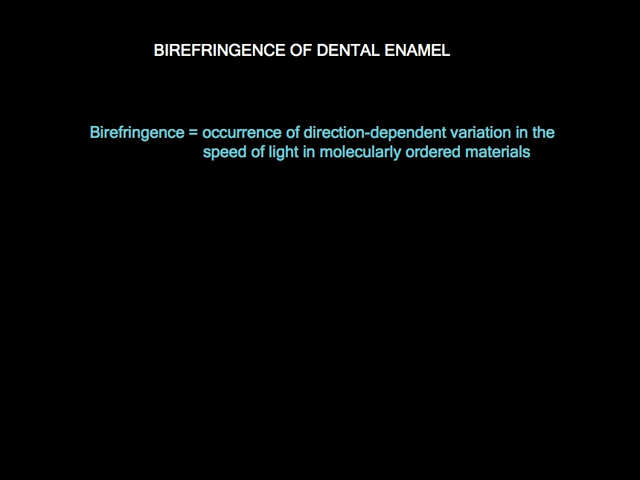 BIREFRINGENCE OF DENTAL ENAMEL
Birefringence = occurrence of direction-dependent variation in the
speed of light in molecularly ordered materials